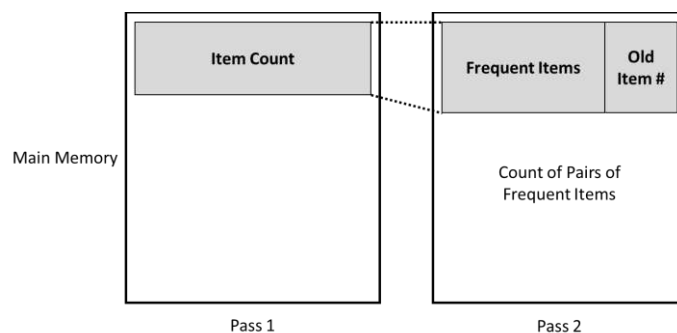 Item Count
Frequent Items
Old
Item #
Main Memory
Count of Pairs of
Frequent Items
Pass 1
Pass 2